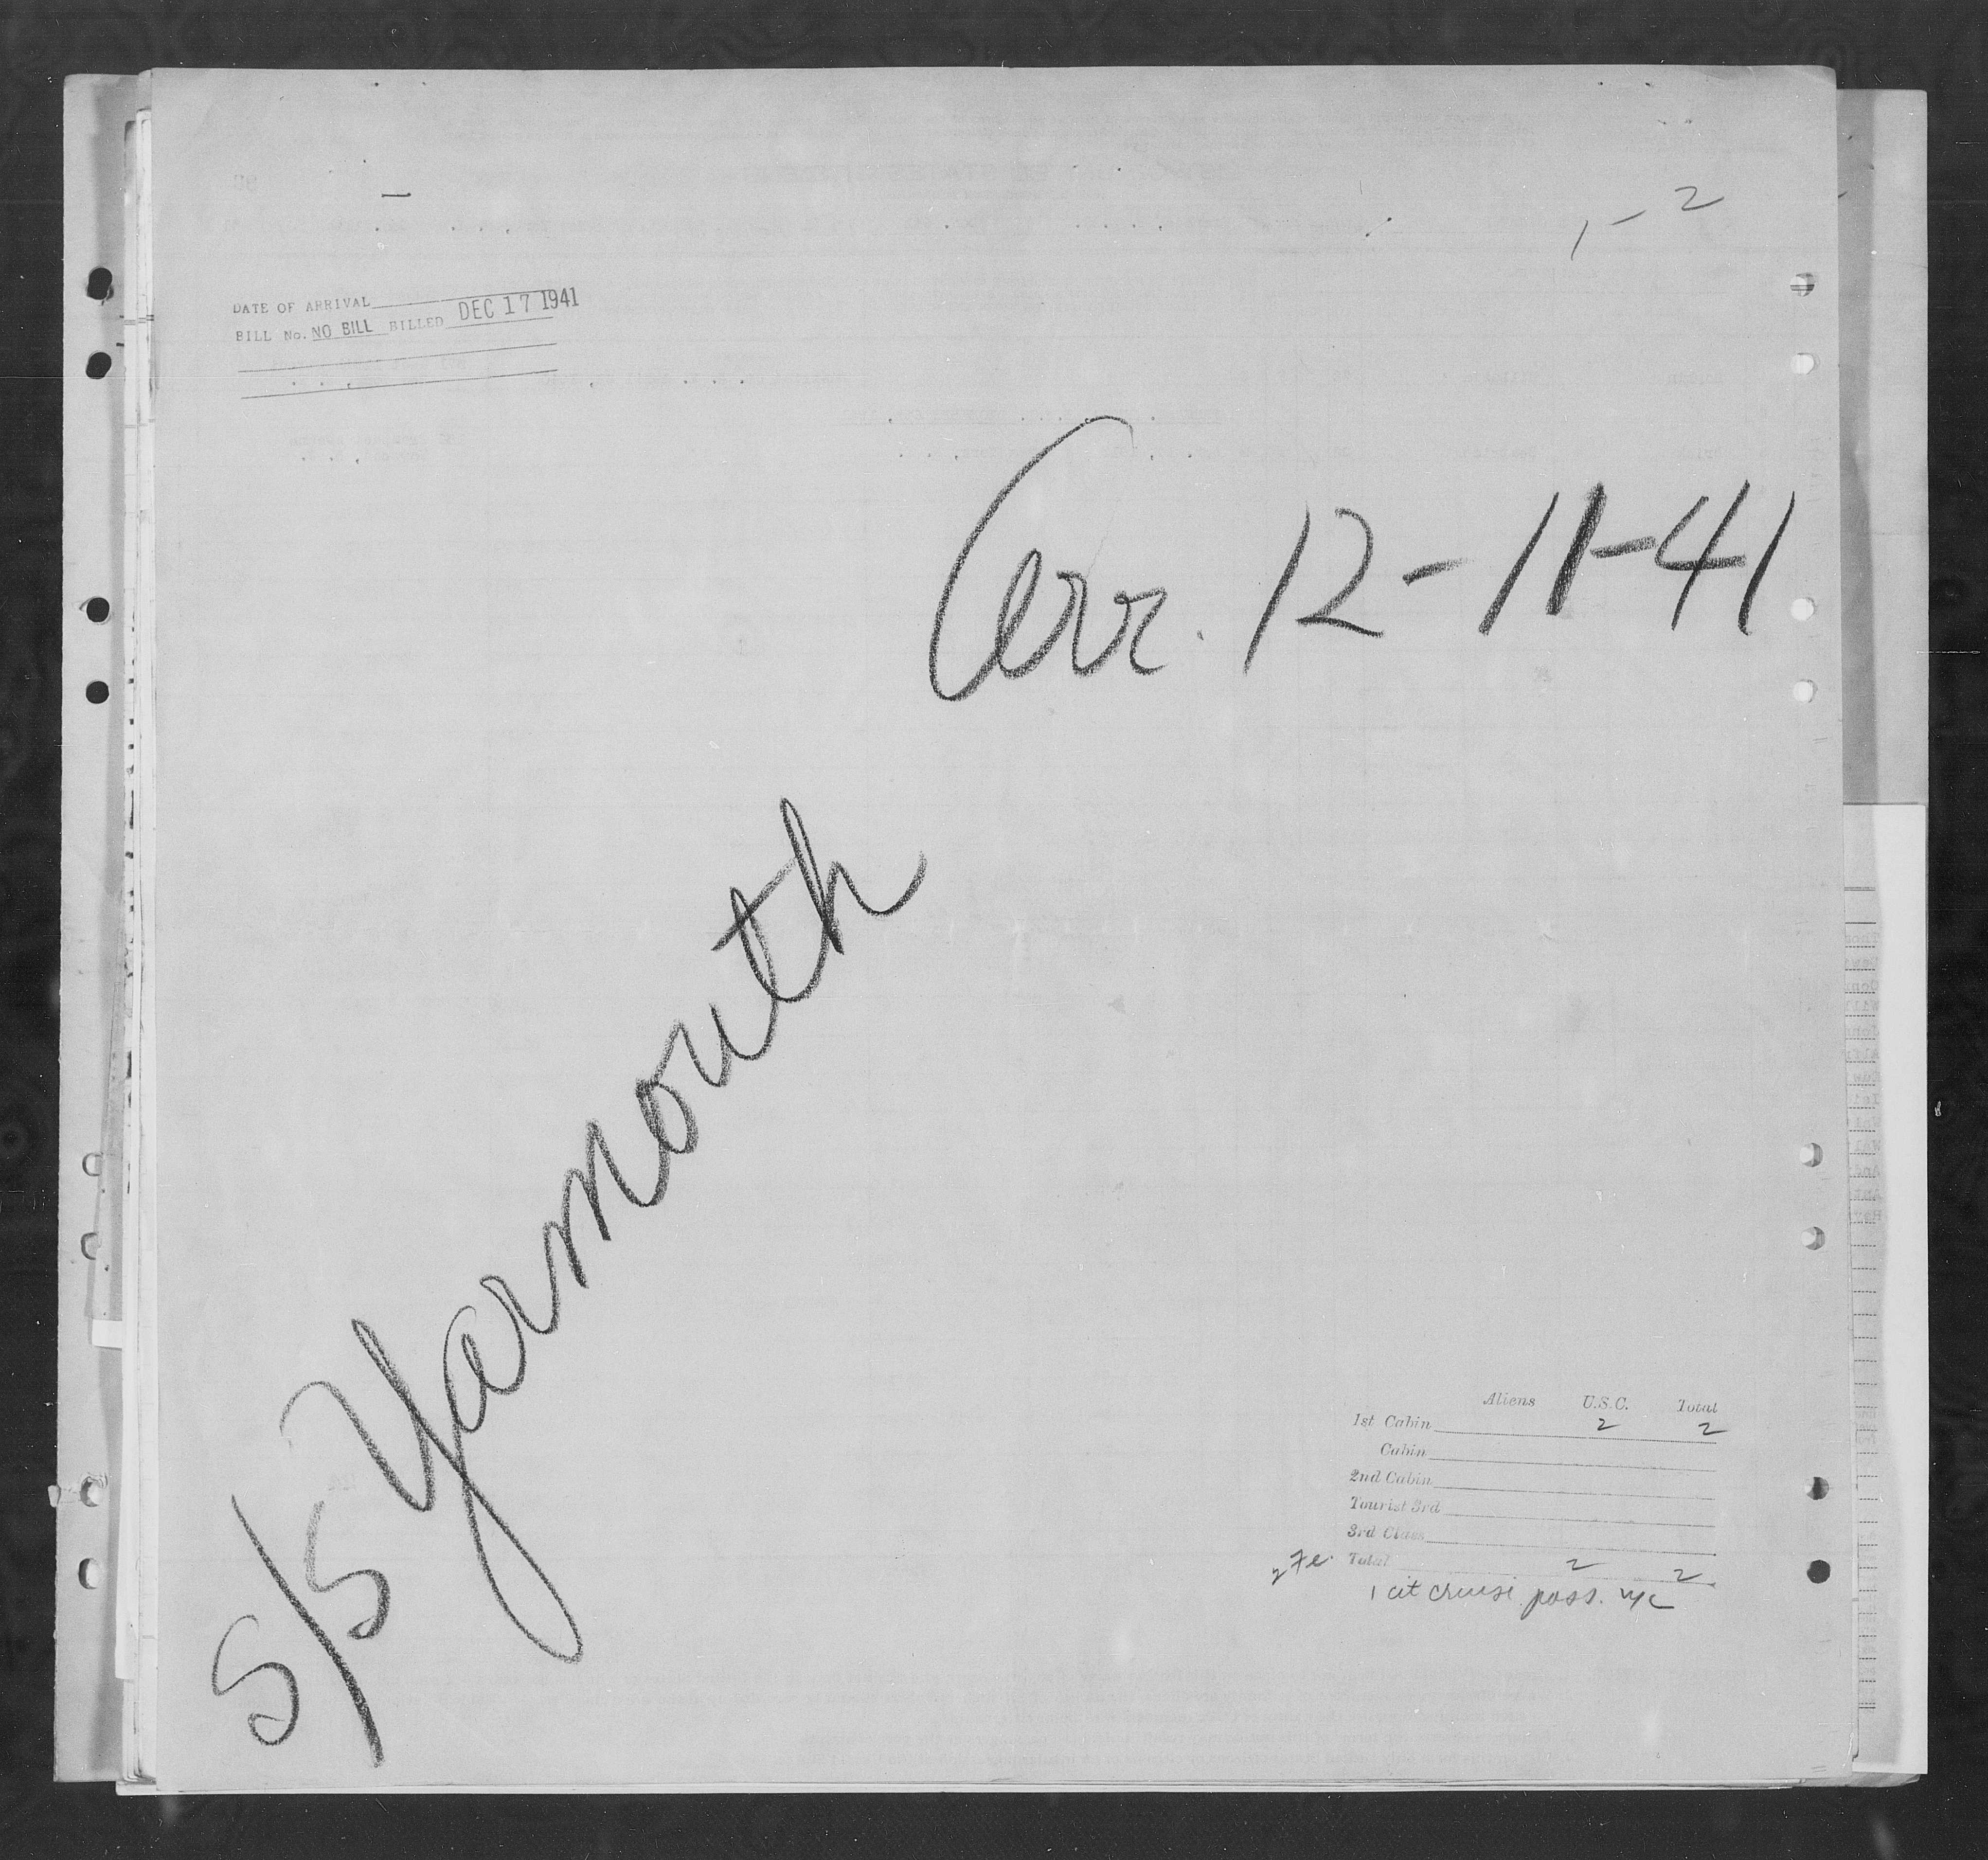 1 - 2
DATE OF ARRIVAL
BILL No. NO BILL BILLED DEC 17 1941
Arr. 12-11-41
S/S Yarmouth
Aliens U.S.C. Total
1st Cabin 2 2
Cabin
2nd Cabin
Tourist 3rd
3rd Class
Total 2 2
1 cit cruise pass.